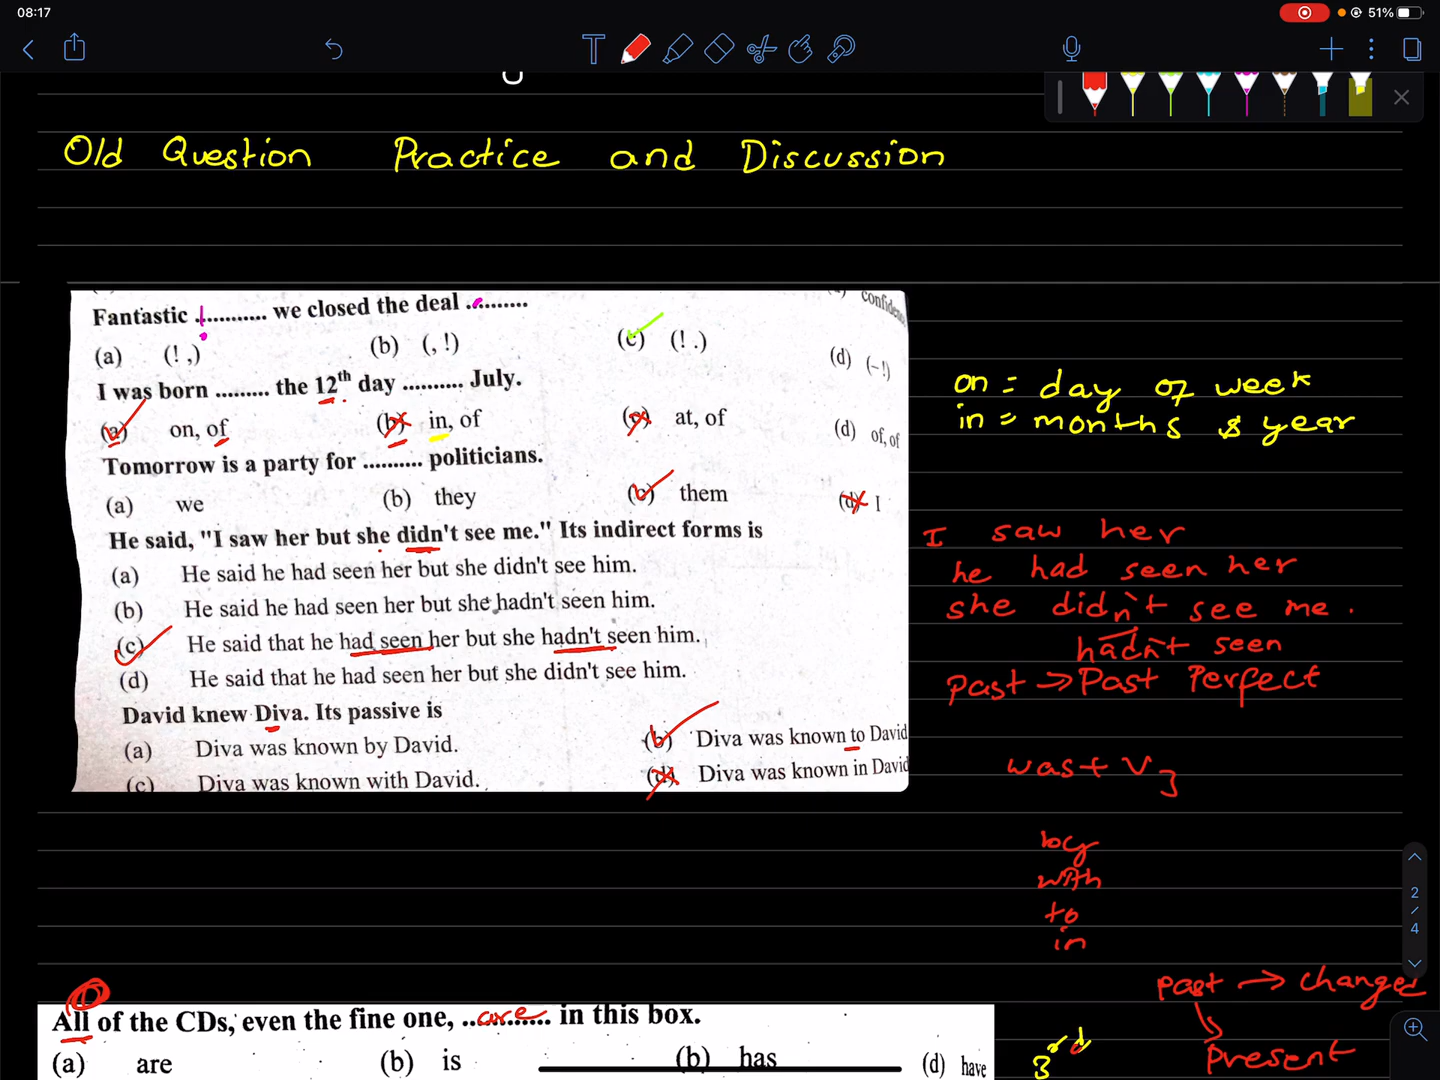 08:17
51%
Old Question Practice and Discussion
Fantastic .!.......... we closed the deal ..........
(a) (! ,) (b) (, !) (c) (! .) (d) (-!)
I was born ......... the 12th day .......... July.
(a) on, of (b) in, of (c) at, of (d) of, of
Tomorrow is a party for .......... politicians.
(a) we (b) they (c) them (d) I
He said, "I saw her but she didn't see me." Its indirect forms is
(a) He said he had seen her but she didn't see him.
(b) He said he had seen her but she hadn't seen him.
(c) He said that he had seen her but she hadn't seen him.
(d) He said that he had seen her but she didn't see him.
David knew Diva. Its passive is
(a) Diva was known by David. (b) Diva was known to David
(c) Diva was known with David. (d) Diva was known in David
on = day of week
in = months & year
I saw her
he had seen her
she didn't see me.
hadn't seen
past → Past Perfect
was + V3
by
with
to
in
2
/
4
past → changed
Present
3rd
All of the CDs, even the fine one, ..are.. in this box.
(a) are (b) is (b) has (d) have